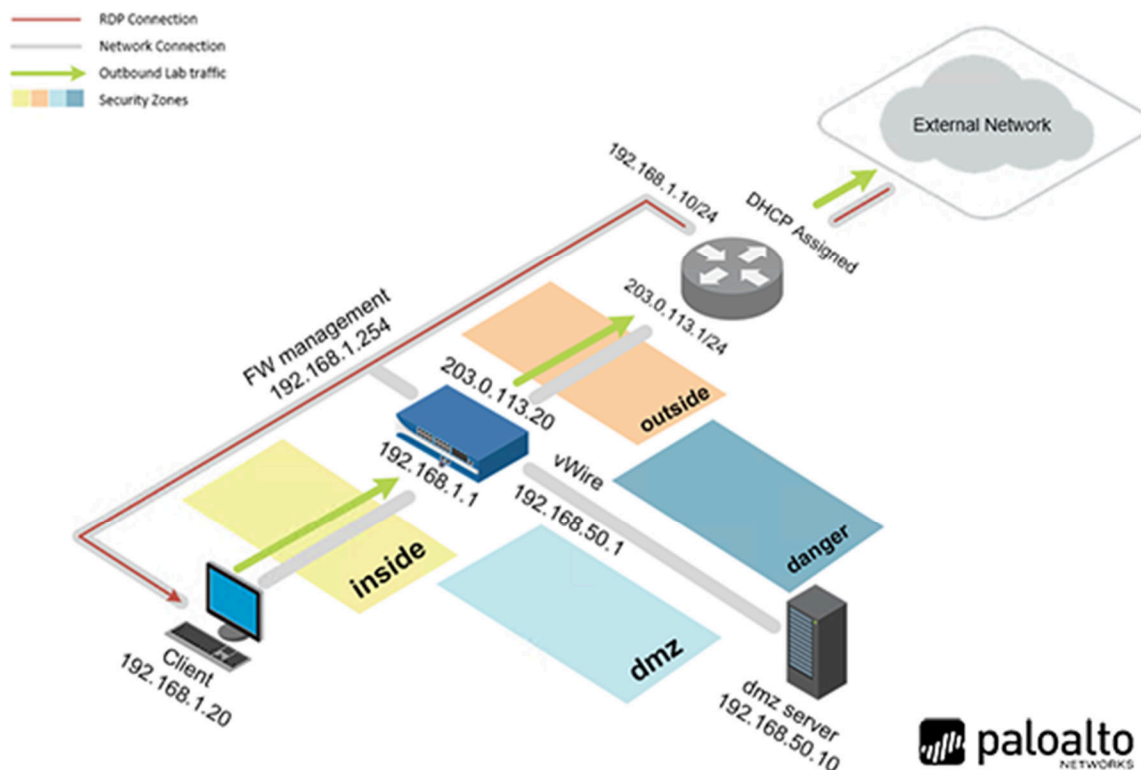 RDP Connection
Network Connection
Outbound Lab traffic
Security Zones
External Network
192.168.1.10/24
DHCP Assigned
203.0.113.1/24
FW management
192.168.1.254
203.0.113.20
outside
192.168.1.1
vWire
192.168.50.1
danger
inside
dmz
Client
192.168.1.20
dmz server
192.168.50.10
paloalto
NETWORKS